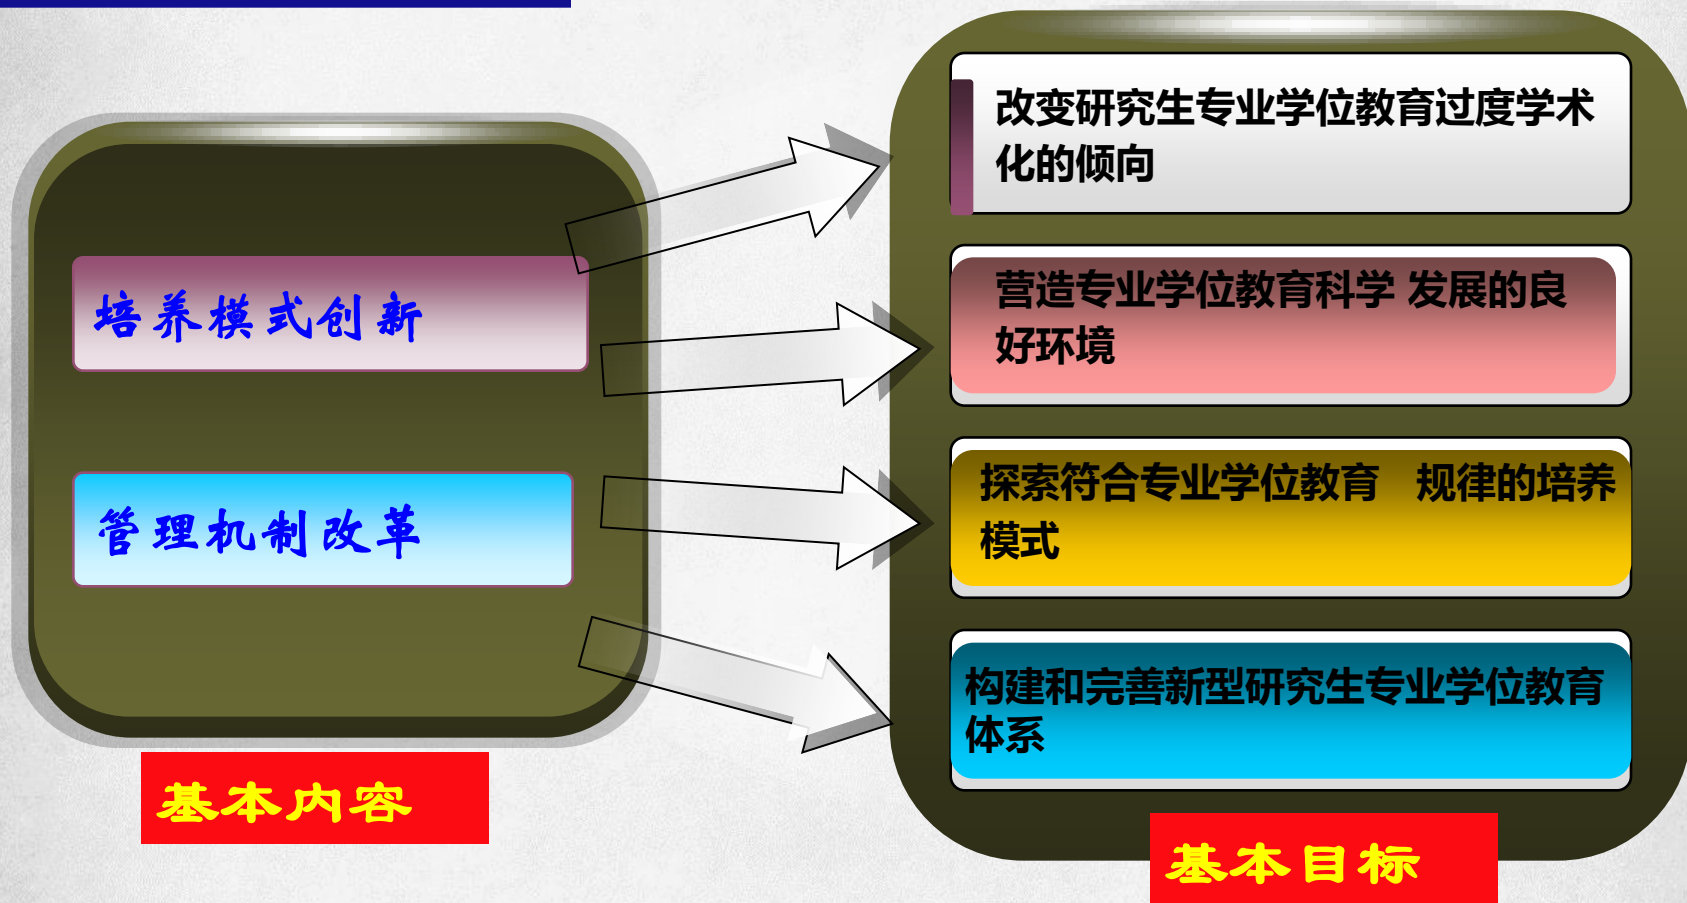 培养模式创新
管理机制改革
基本内容
改变研究生专业学位教育过度学术
化的倾向
营造专业学位教育科学 发展的良
好环境
探索符合专业学位教育　规律的培养
模式
构建和完善新型研究生专业学位教育
体系
基本目标